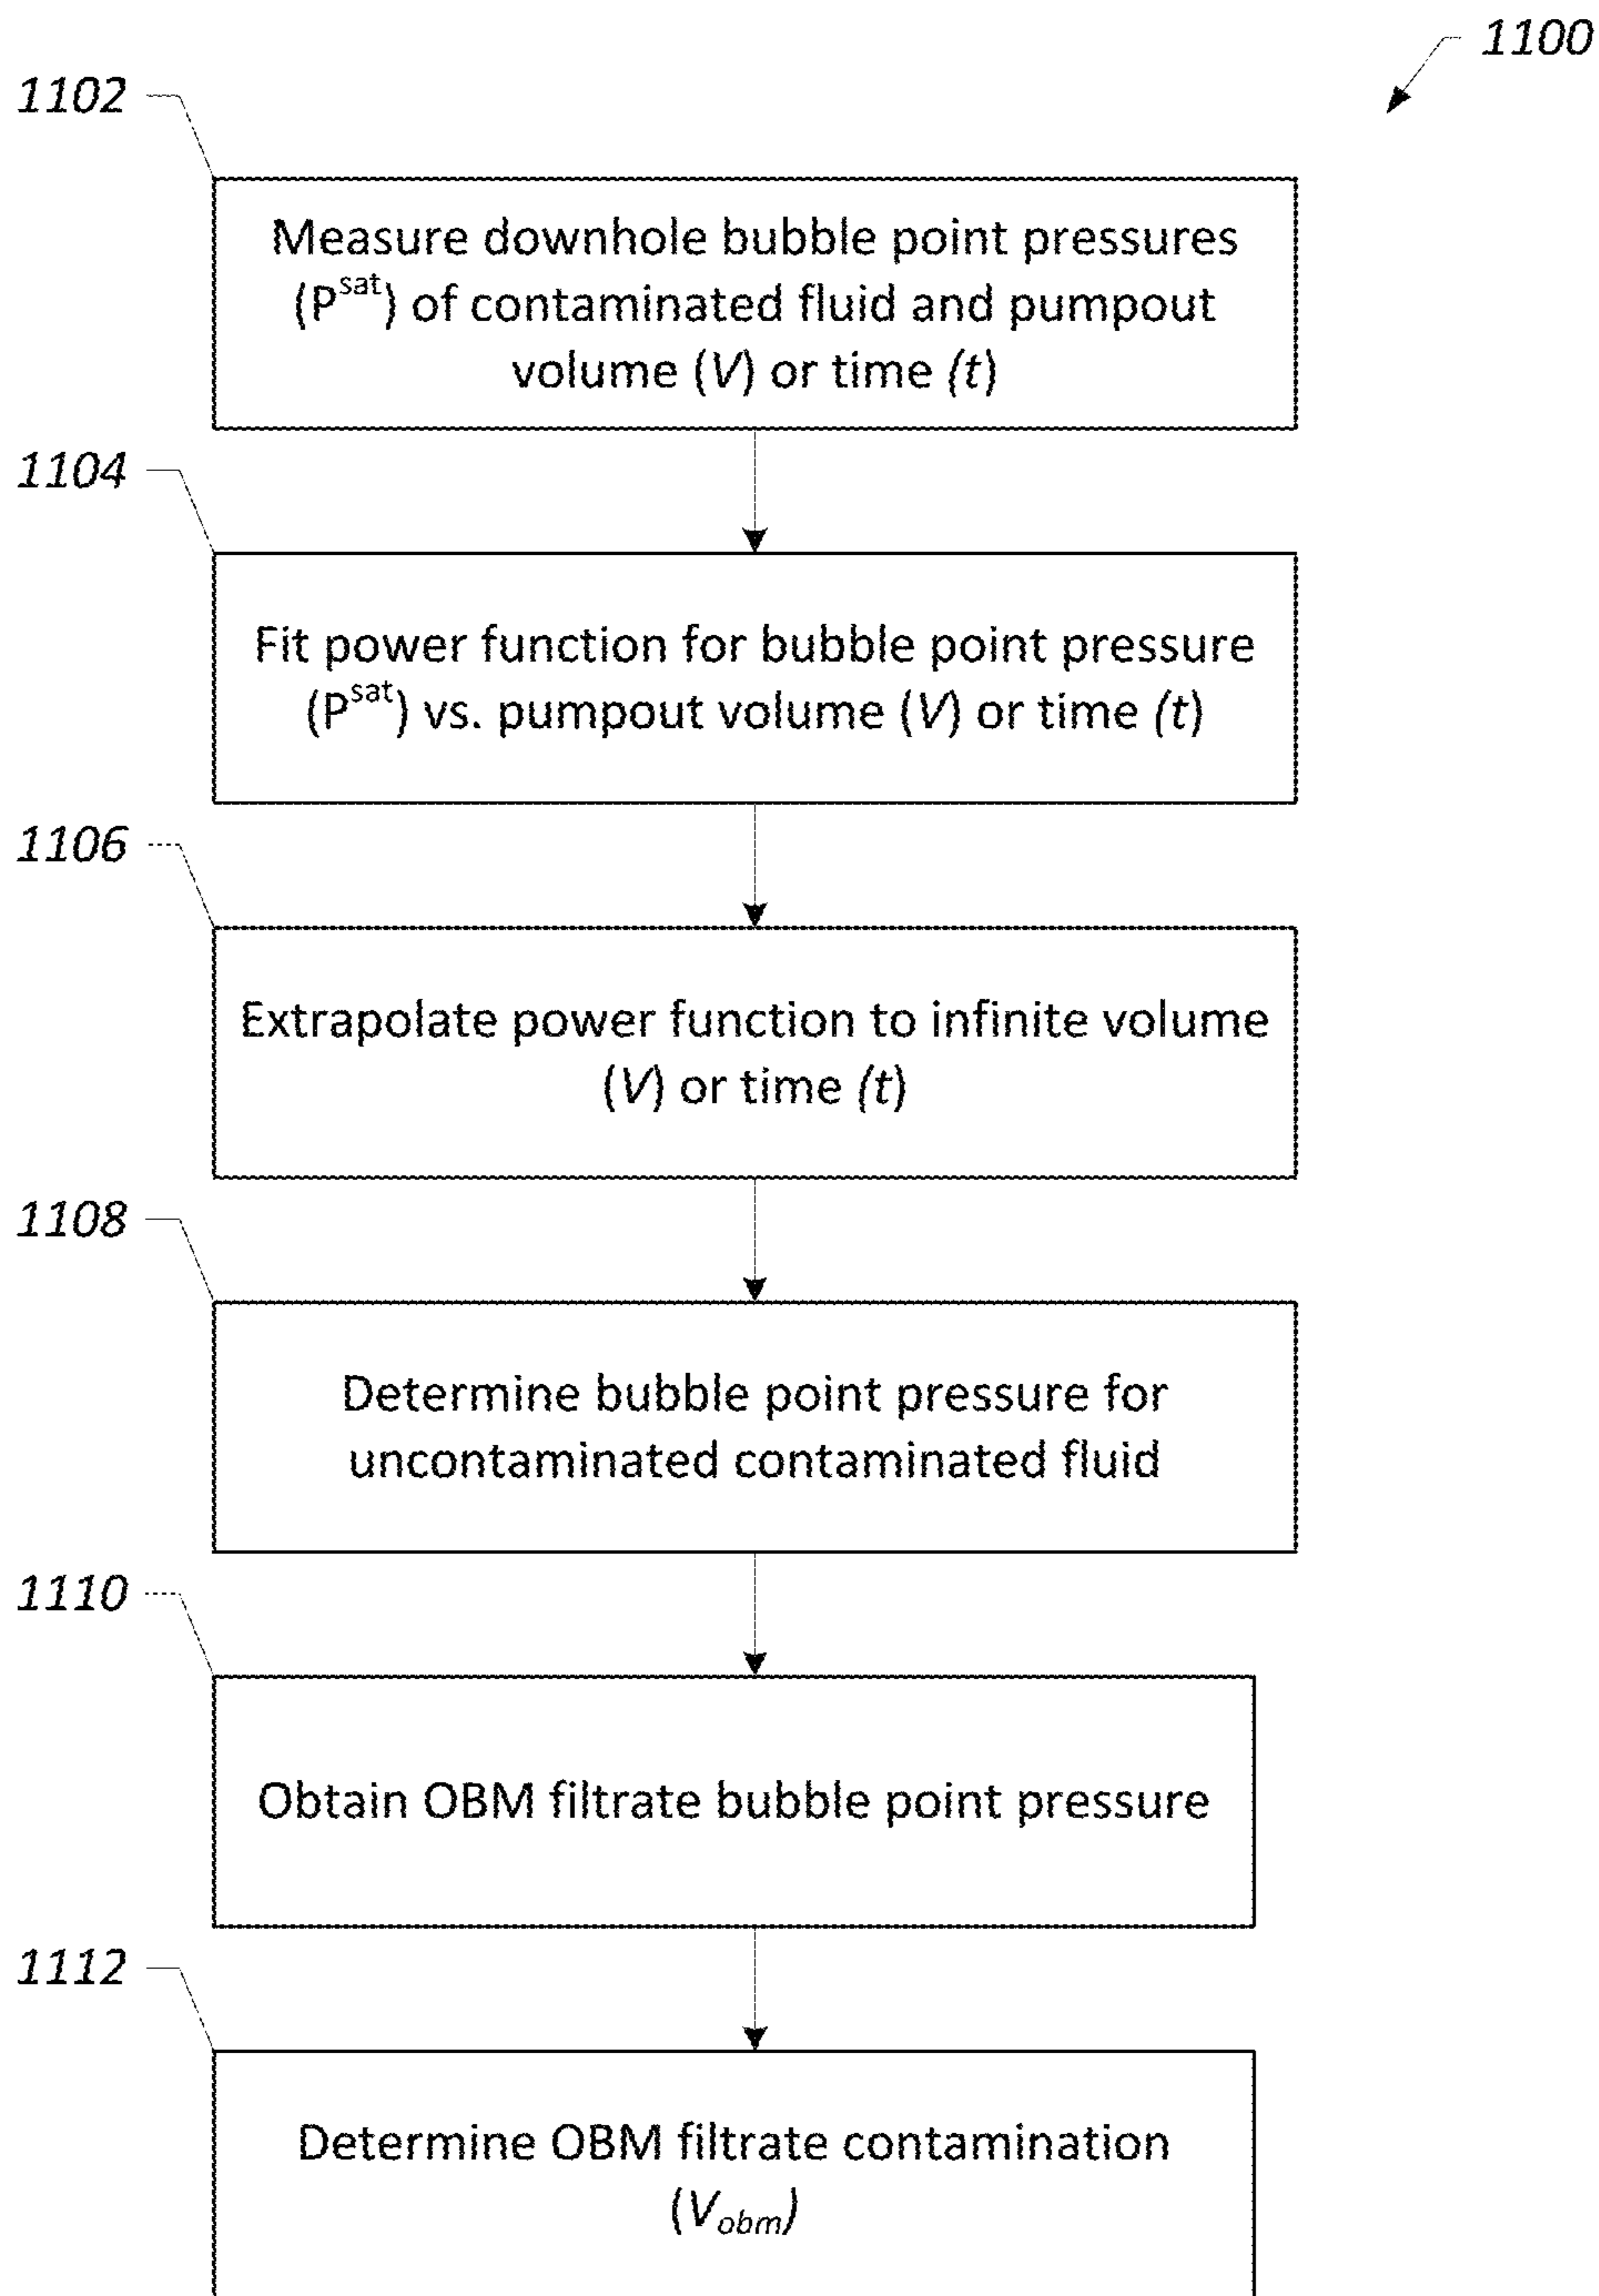 1100
1102
Measure downhole bubble point pressures
(Pˢᵃᵗ) of contaminated fluid and pumpout
volume (V) or time (t)
1104
Fit power function for bubble point pressure
(Pˢᵃᵗ) vs. pumpout volume (V) or time (t)
1106
Extrapolate power function to infinite volume
(V) or time (t)
1108
Determine bubble point pressure for
uncontaminated contaminated fluid
1110
Obtain OBM filtrate bubble point pressure
1112
Determine OBM filtrate contamination
(V_obm)